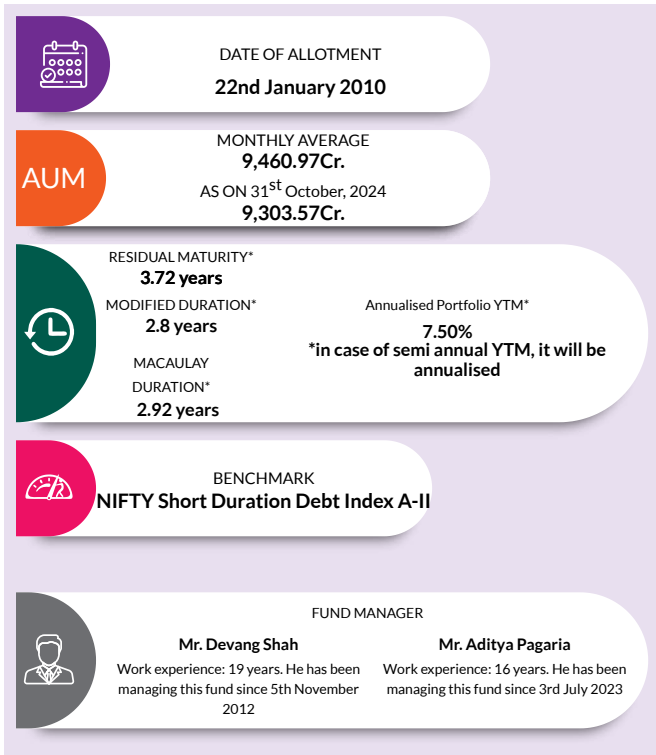 DATE OF ALLOTMENT
22nd January 2010
AUM
MONTHLY AVERAGE
9,460.97Cr.
AS ON 31st October, 2024
9,303.57Cr.
RESIDUAL MATURITY*
3.72 years
MODIFIED DURATION*
2.8 years
MACAULAY
DURATION*
2.92 years
Annualised Portfolio YTM*
7.50%
*in case of semi annual YTM, it will be
annualised
BENCHMARK
NIFTY Short Duration Debt Index A-II
FUND MANAGER
Mr. Devang Shah
Work experience: 19 years. He has been
managing this fund since 5th November
2012
Mr. Aditya Pagaria
Work experience: 16 years. He has been
managing this fund since 3rd July 2023